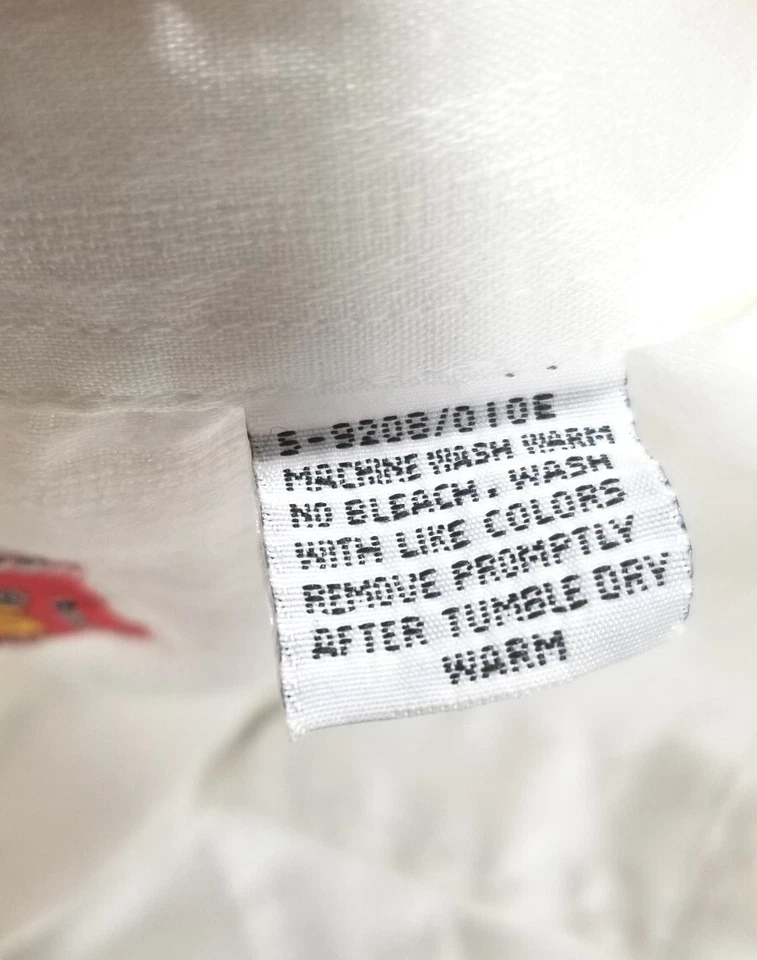 S-9208/010E
MACHINE WASH WARM
NO BLEACH. WASH
WITH LIKE COLORS
REMOVE PROMPTLY
AFTER TUMBLE DRY
WARM